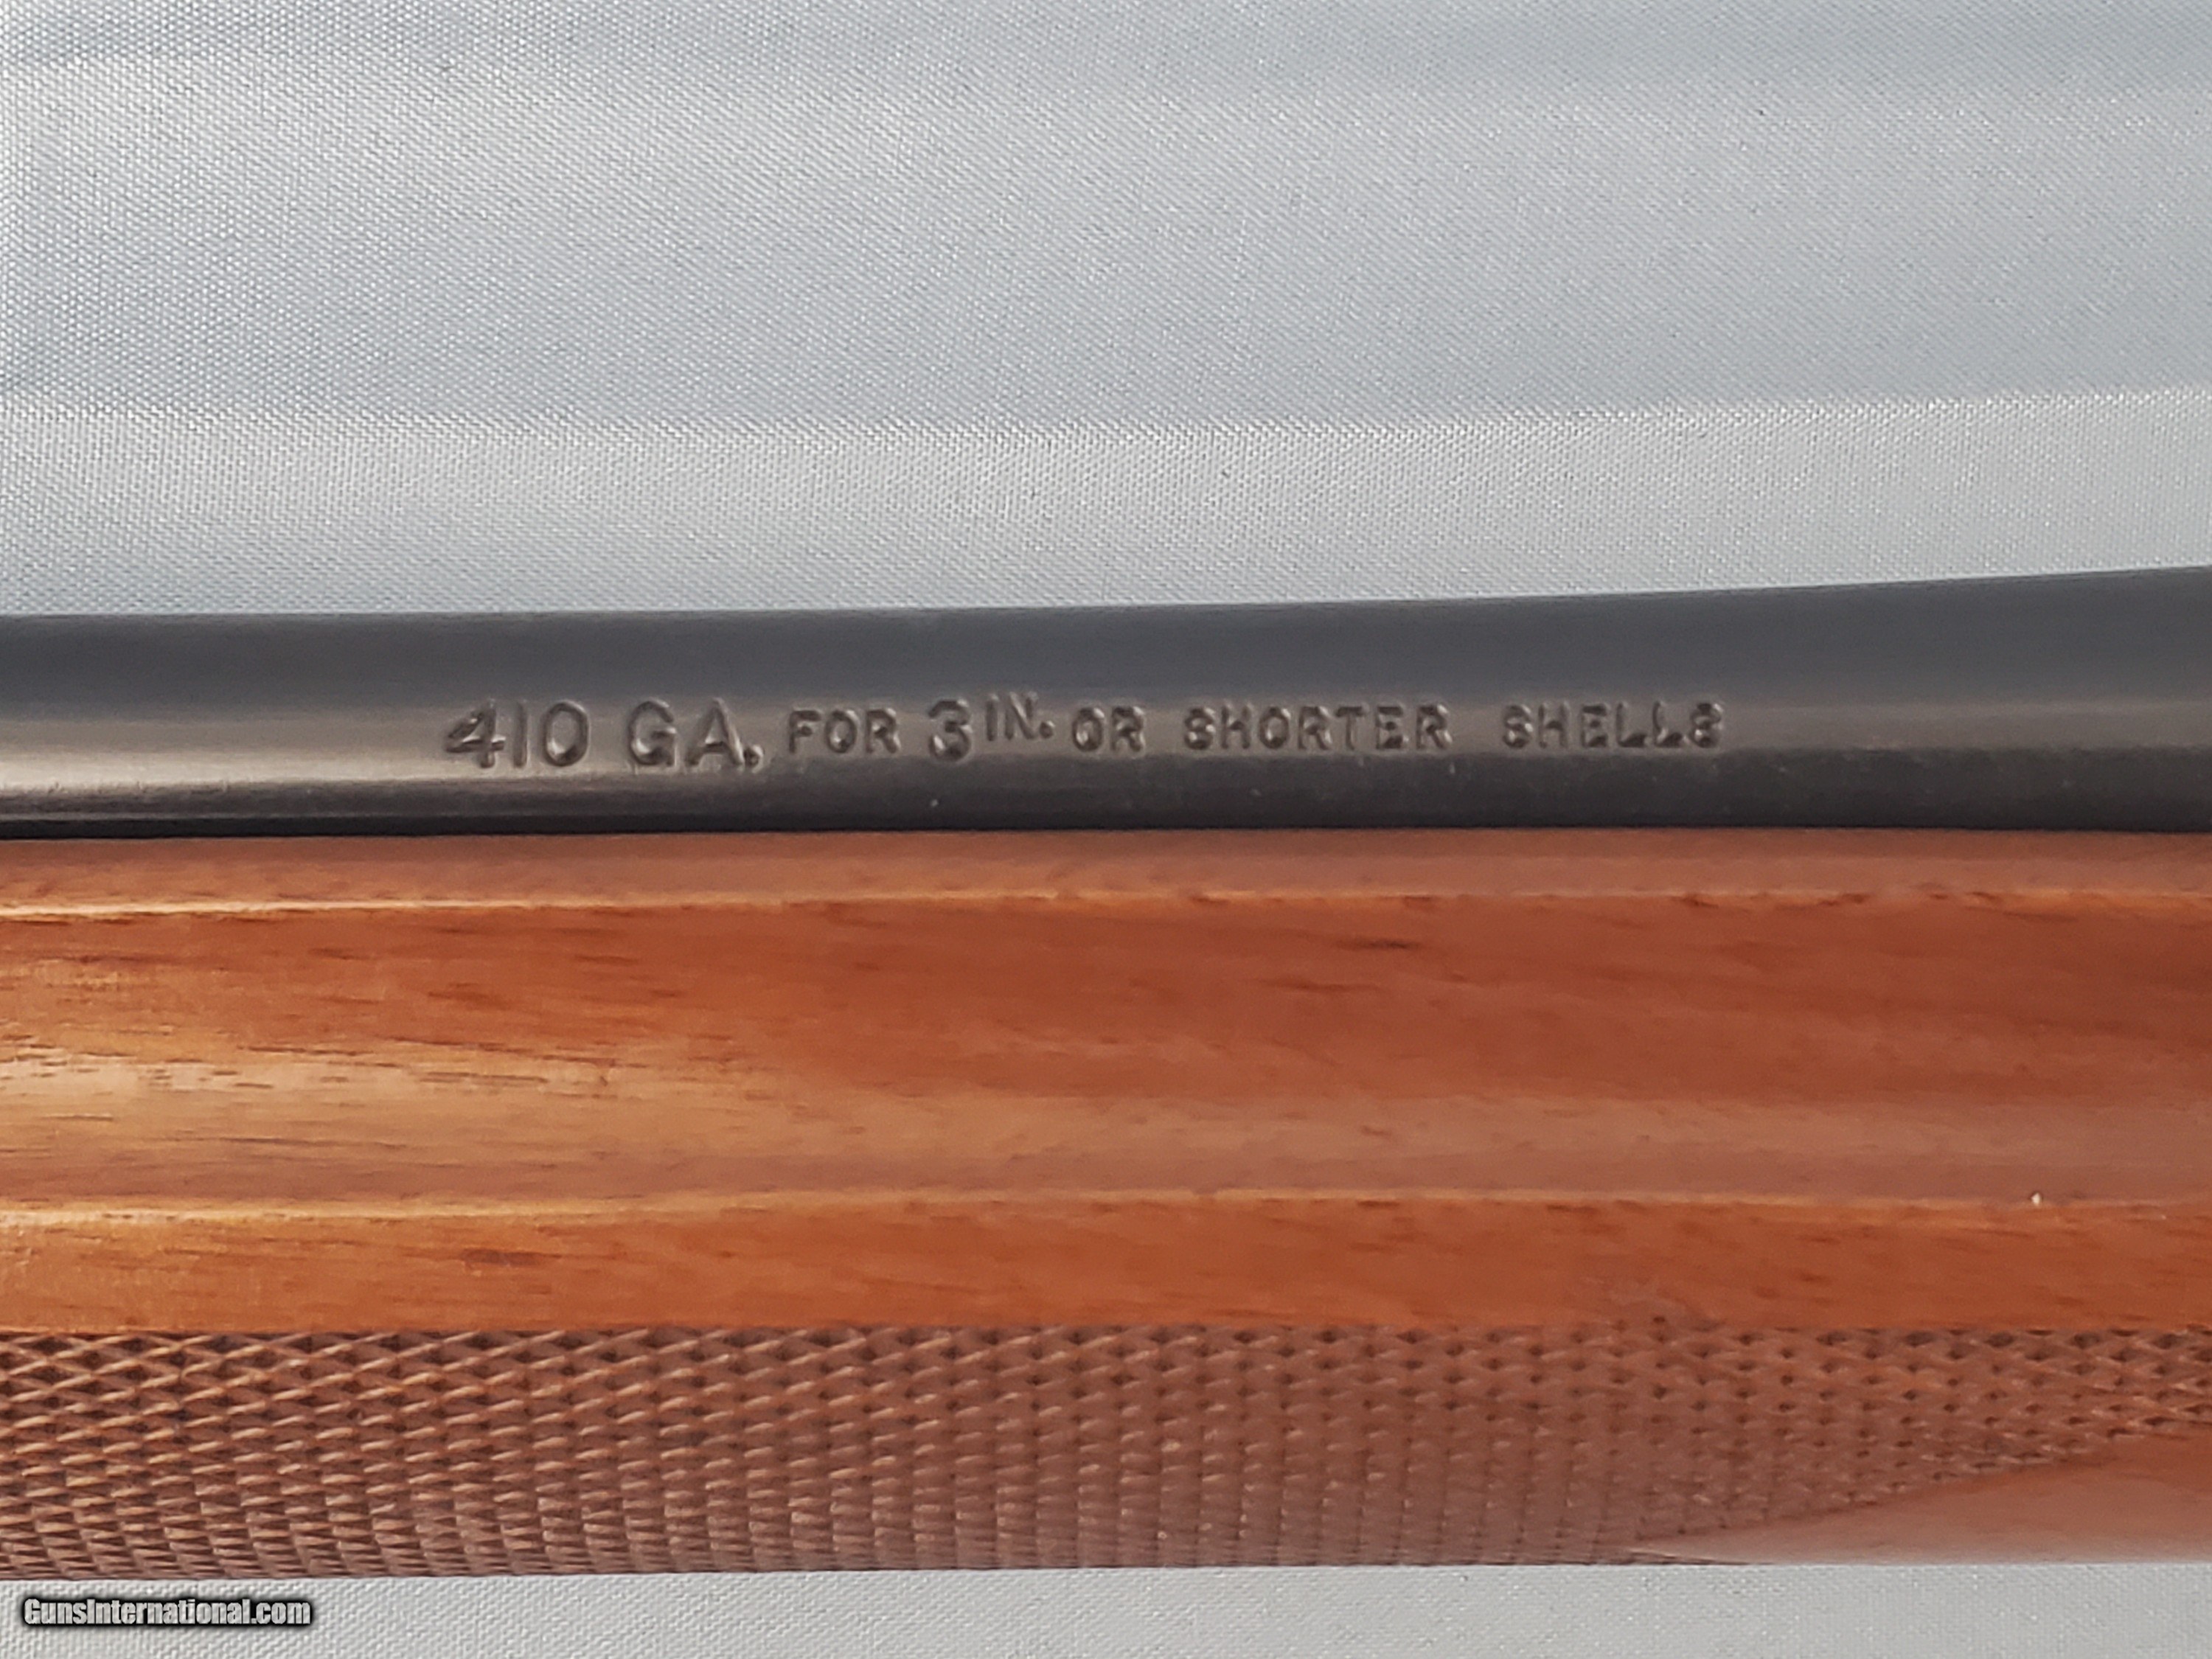 410 GA. FOR 3 IN. OR SHORTER SHELLS
GunsInternational.com